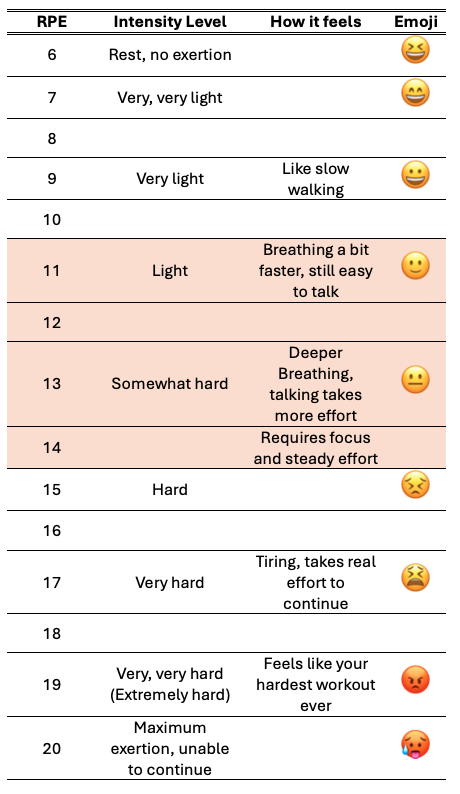 RPE Intensity Level How it feels Emoji
6 Rest, no exertion 😆
7 Very, very light 😄
8
9 Very light Like slow
walking 😀
10
11 Light Breathing a bit
faster, still easy
to talk 🙂
12
13 Somewhat hard Deeper
Breathing,
talking takes
more effort 😐
14 Requires focus
and steady effort
15 Hard 😣
16
17 Very hard Tiring, takes real
effort to
continue 😫
18
19 Very, very hard
(Extremely hard) Feels like your
hardest workout
ever 😡
20 Maximum
exertion, unable
to continue 🥵